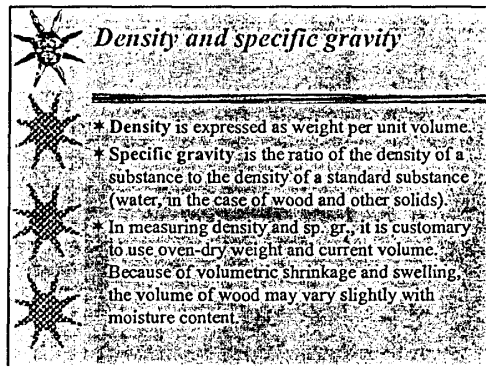 Density and specific gravity
* Density is expressed as weight per unit volume.
* Specific gravity is the ratio of the density of a
substance to the density of a standard substance
(water, in the case of wood and other solids).
* In measuring density and sp. gr., it is customary
to use oven-dry weight and current volume.
Because of volumetric shrinkage and swelling,
the volume of wood may vary slightly with
moisture content.